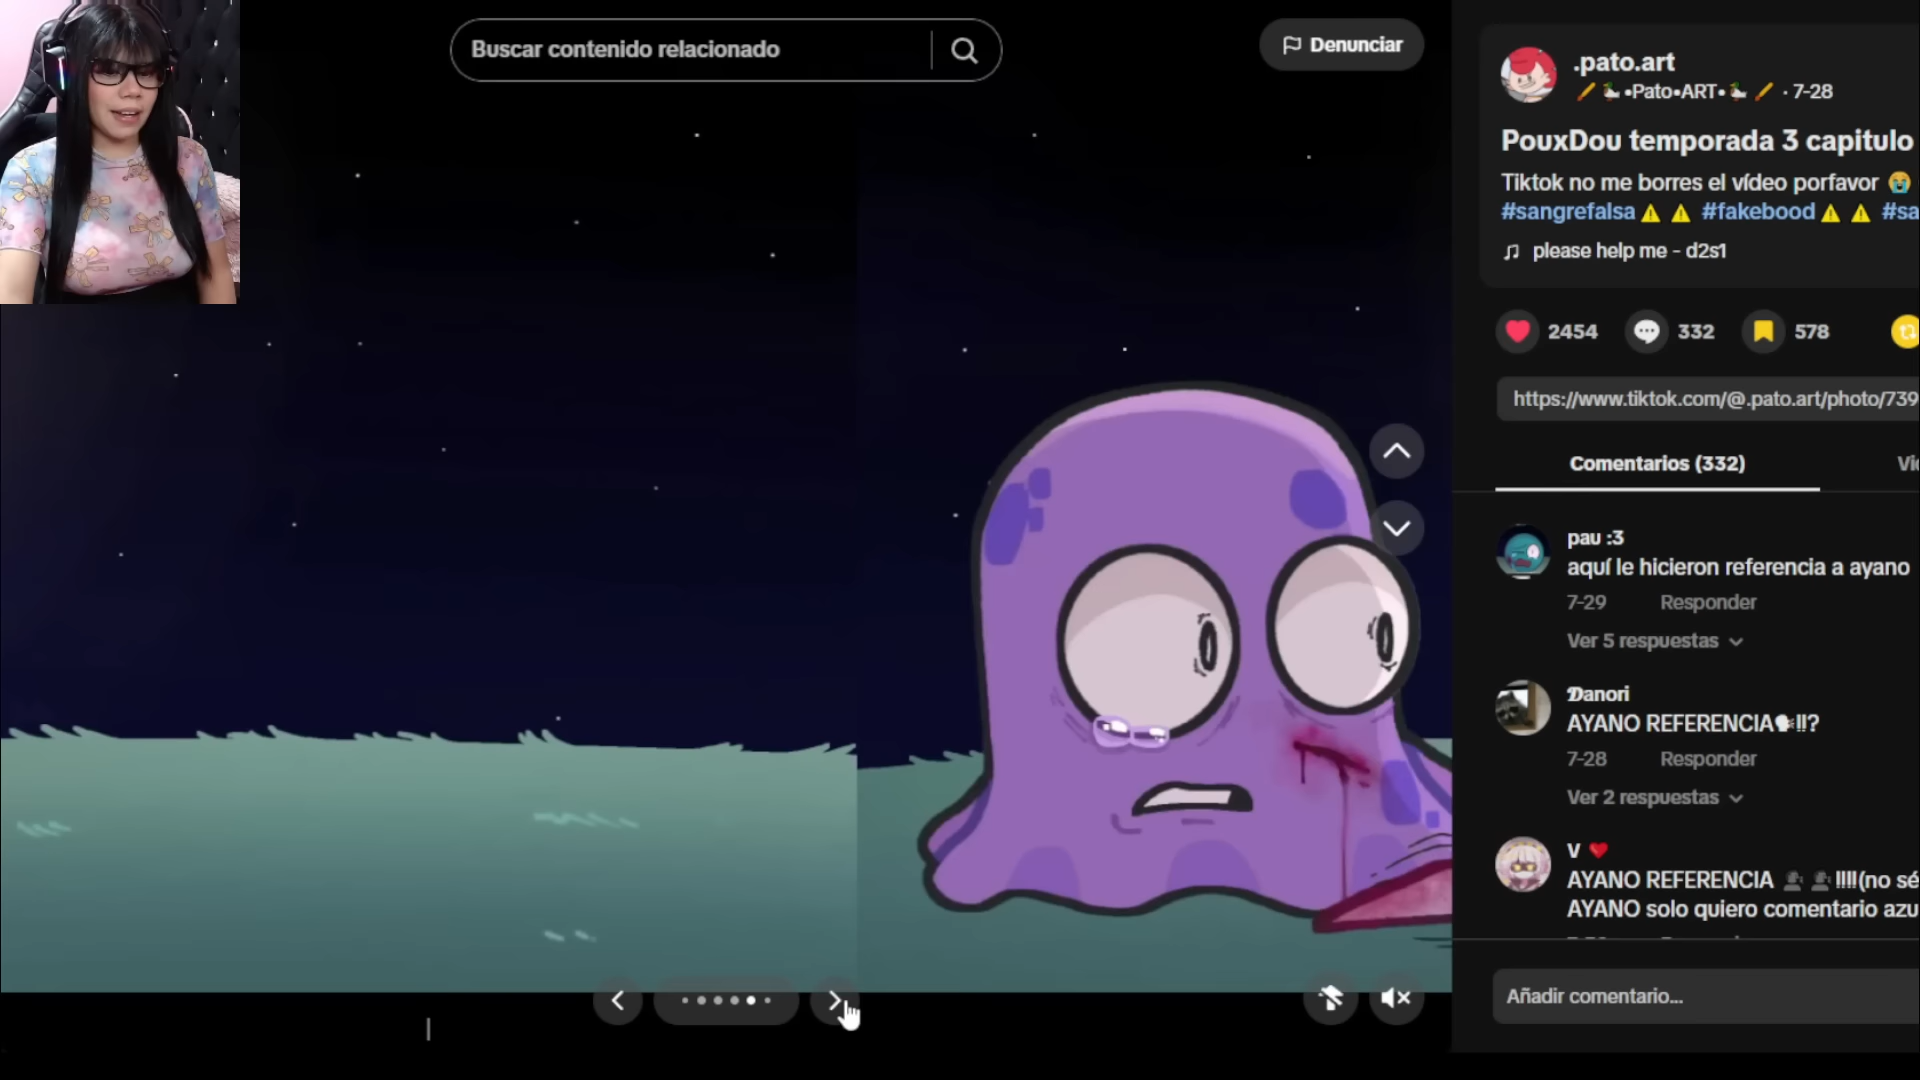 Buscar contenido relacionado
Denunciar
.pato.art
•Pato•ART• · 7-28
PouxDou temporada 3 capitulo
Tiktok no me borres el vídeo porfavor 😭
#sangrefalsa⚠️ ⚠️ #fakebood⚠️ ⚠️ #sa
please help me - d2s1
2454
332
578
https://www.tiktok.com/@.pato.art/photo/739
Comentarios (332)
Vi
pau :3
aquí le hicieron referencia a ayano
7-29 Responder
Ver 5 respuestas
Danori
AYANO REFERENCIA🗣‼?
7-28 Responder
Ver 2 respuestas
V ❤️
AYANO REFERENCIA 👥 👥 !!!!(no sé
AYANO solo quiero comentario azu
Añadir comentario...